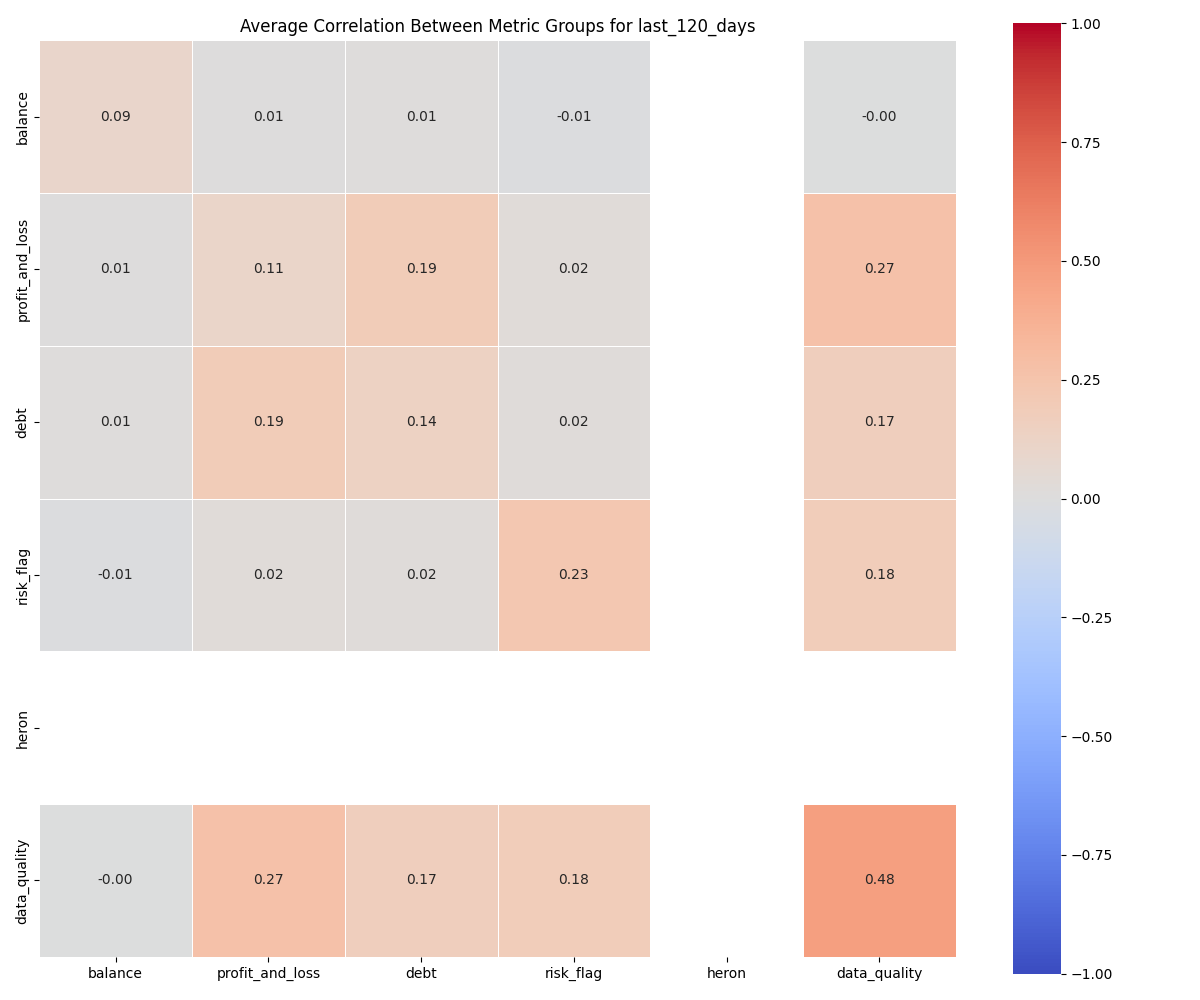 Average Correlation Between Metric Groups for last_120_days
balance
0.09 0.01 0.01 -0.01 -0.00
profit_and_loss
0.01 0.11 0.19 0.02 0.27
debt
0.01 0.19 0.14 0.02 0.17
risk_flag
-0.01 0.02 0.02 0.23 0.18
heron
data_quality
-0.00 0.27 0.17 0.18 0.48
balance profit_and_loss debt risk_flag heron data_quality
1.00
0.75
0.50
0.25
0.00
−0.25
−0.50
−0.75
−1.00